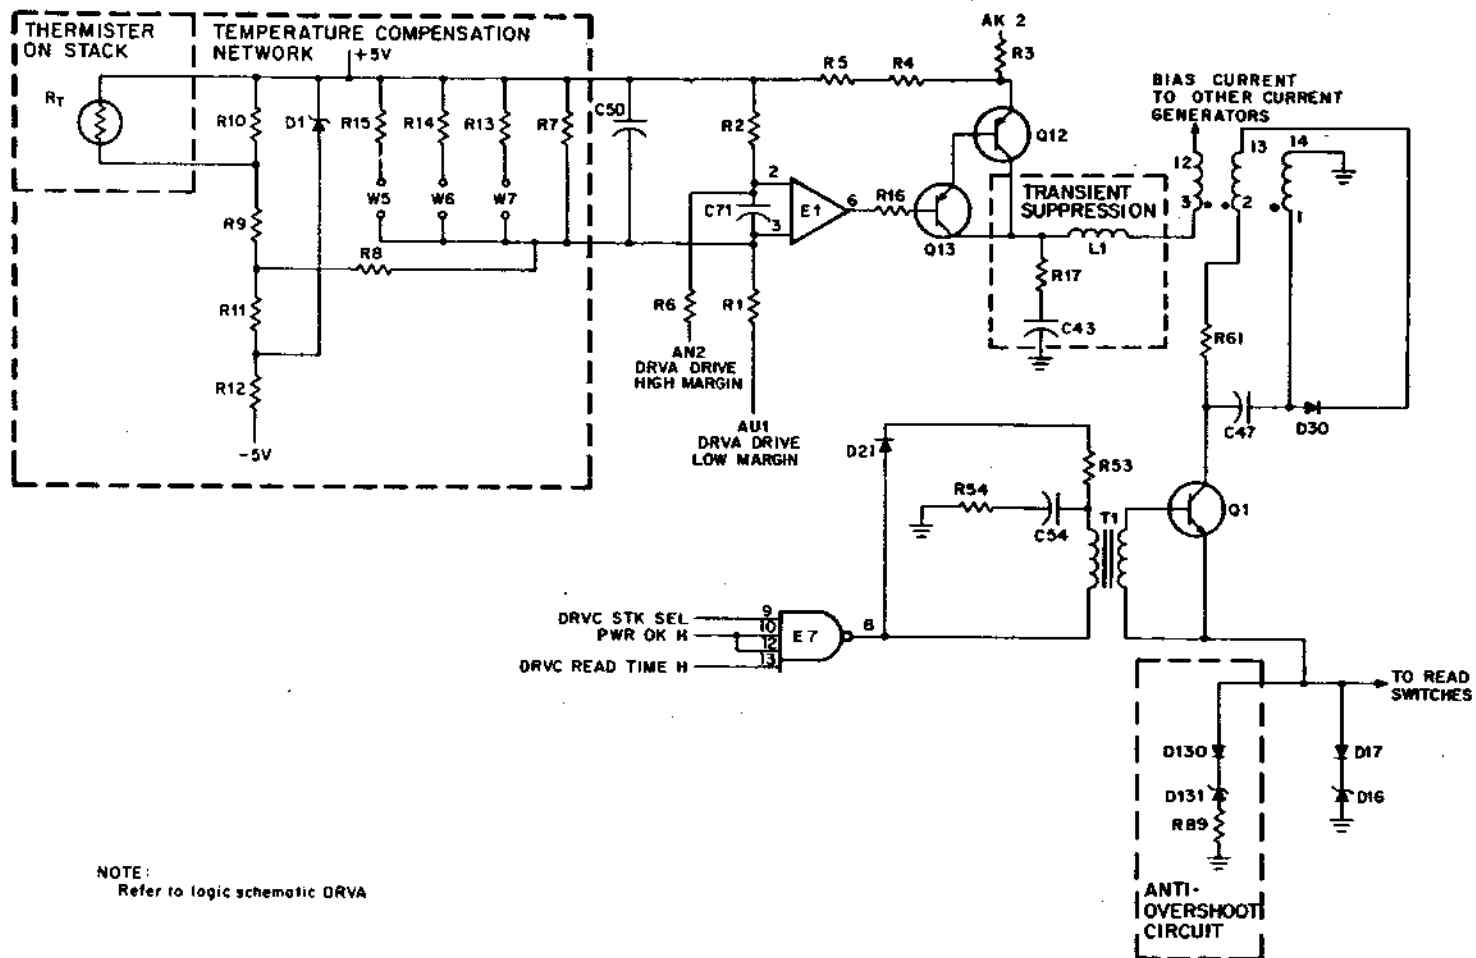 THERMISTER
ON STACK
TEMPERATURE COMPENSATION
NETWORK
+5V
RT
R10
D1
R15
R14
R13
R7
C50
W5
W6
W7
R9
R8
R11
R12
-5V
R5
R4
AK 2
R3
R2
2
C71
3
E1
6
R16
Q12
Q13
R6
R1
AN2
DRVA DRIVE
HIGH MARGIN
AU1
DRVA DRIVE
LOW MARGIN
TRANSIENT
SUPPRESSION
L1
R17
C43
BIAS CURRENT
TO OTHER CURRENT
GENERATORS
12
13
14
3
2
1
R61
C47
D30
D21
R53
R54
C54
T1
Q1
DRVC STK SEL
9
PWR OK H
10
12
DRVC READ TIME H
13
E7
8
TO READ
SWITCHES
D130
D131
R89
D17
D16
ANTI-
OVERSHOOT
CIRCUIT
NOTE:
Refer to logic schematic DRVA